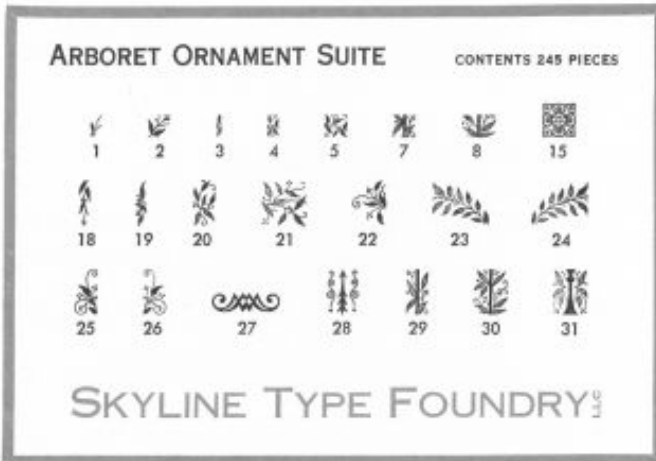 ARBORET ORNAMENT SUITE CONTENTS 245 PIECES
1 2 3 4 5 7 8 15
18 19 20 21 22 23 24
25 26 27 28 29 30 31
SKYLINE TYPE FOUNDRY LLC